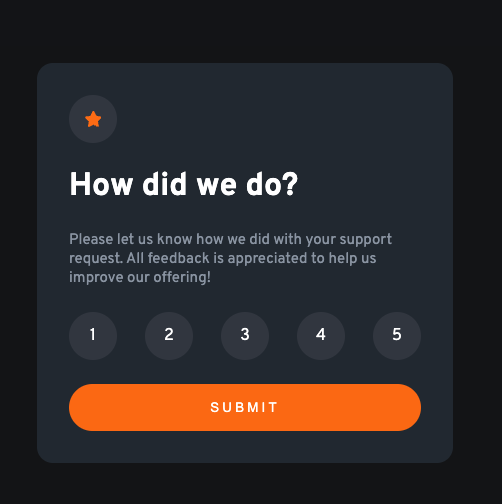 How did we do?
Please let us know how we did with your support
request. All feedback is appreciated to help us
improve our offering!
1 2 3 4 5
SUBMIT